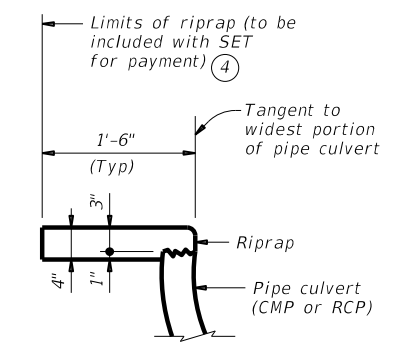 Limits of riprap (to be
included with SET
for payment) 4
Tangent to
widest portion
of pipe culvert
1'-6"
(Typ)
3"
Riprap
4"
1"
Pipe culvert
(CMP or RCP)